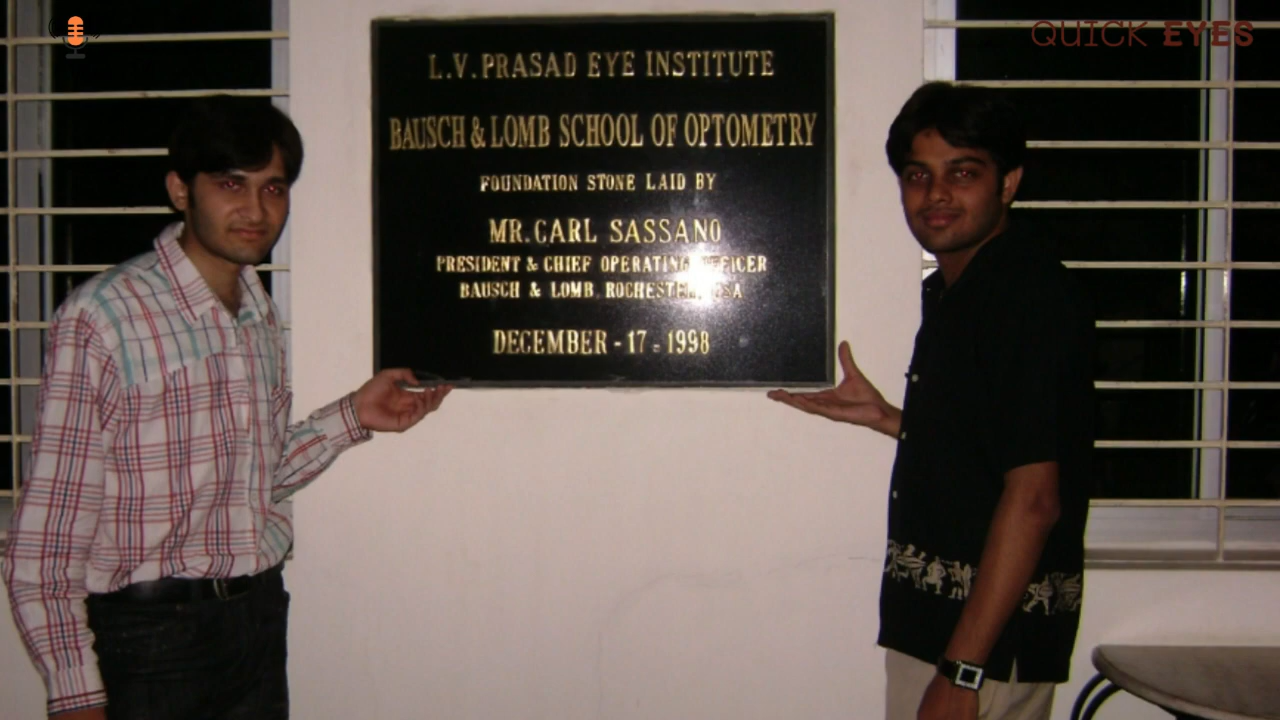 QUICK EYES
L.V.PRASAD EYE INSTITUTE
BAUSCH & LOMB SCHOOL OF OPTOMETRY
FOUNDATION STONE LAID BY
MR.CARL SASSANO
PRESIDENT & CHIEF OPERATING
BAUSCH & LOMB, ROCHESTER,
DECEMBER - 17 - 1998